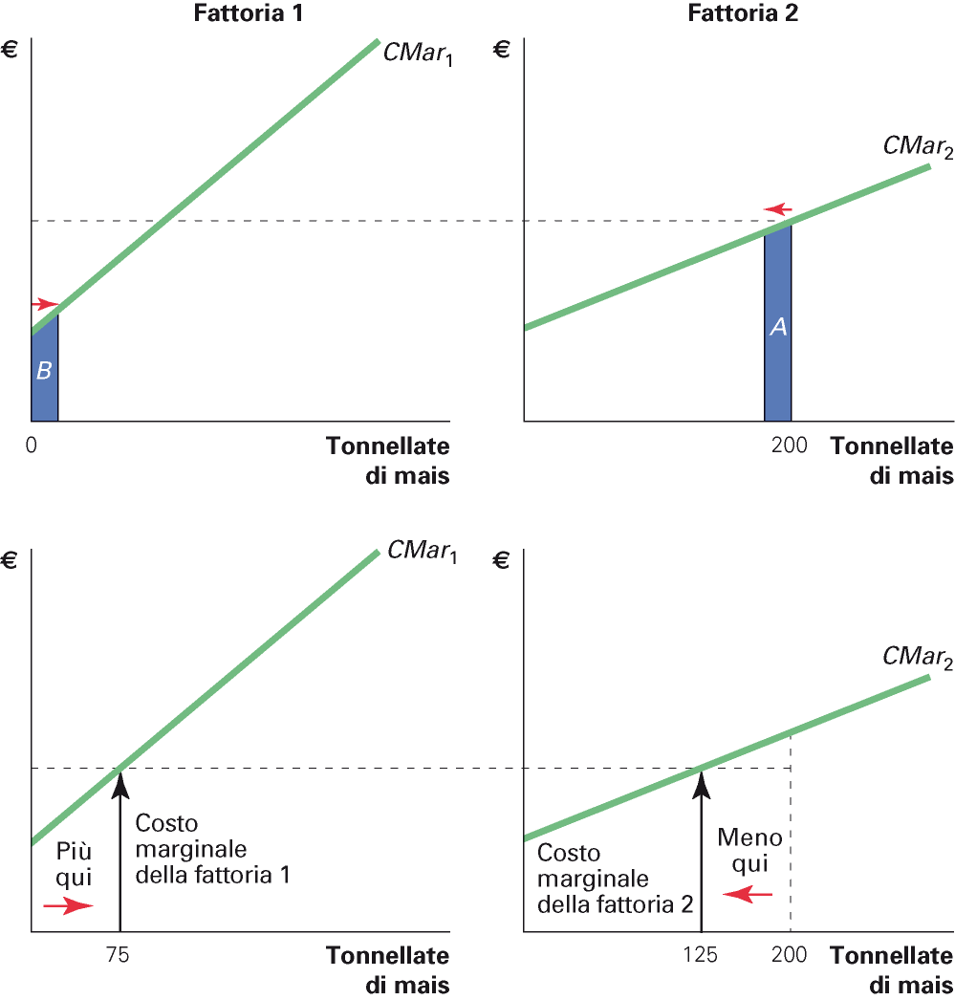 Fattoria 1
Fattoria 2
€
CMar1
€
CMar2
B
A
0
Tonnellate
di mais
200
Tonnellate
di mais
€
CMar1
€
CMar2
Più
qui
Costo
marginale
della fattoria 1
Costo
marginale
della fattoria 2
Meno
qui
75
Tonnellate
di mais
125
200
Tonnellate
di mais